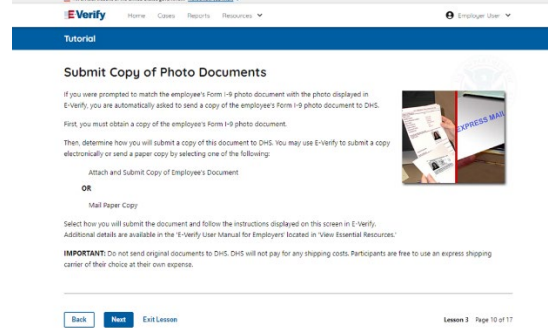 E-Verify Home Cases Reports Resources Employer User
Tutorial
Submit Copy of Photo Documents
If you were prompted to match the employee's Form I-9 photo document with the photo displayed in
E-Verify, you are automatically asked to send a copy of the employee's Form I-9 photo document to DHS.
First, you must obtain a copy of the employee's Form I-9 photo document.
Then, determine how you will submit a copy of this document to DHS. You may use E-Verify to submit a copy
electronically or send a paper copy by selecting one of the following:
Attach and Submit Copy of Employee's Document
OR
Mail Paper Copy
EXPRESS MAIL
Select how you will submit the document and follow the instructions displayed on this screen in E-Verify.
Additional details are available in the 'E-Verify User Manual for Employers' located in 'View Essential Resources.'
IMPORTANT: Do not send original documents to DHS. DHS will not pay for any shipping costs. Participants are free to use an express shipping
carrier of their choice at their own expense.
Back Next Exit Lesson Lesson 3 Page 10 of 17